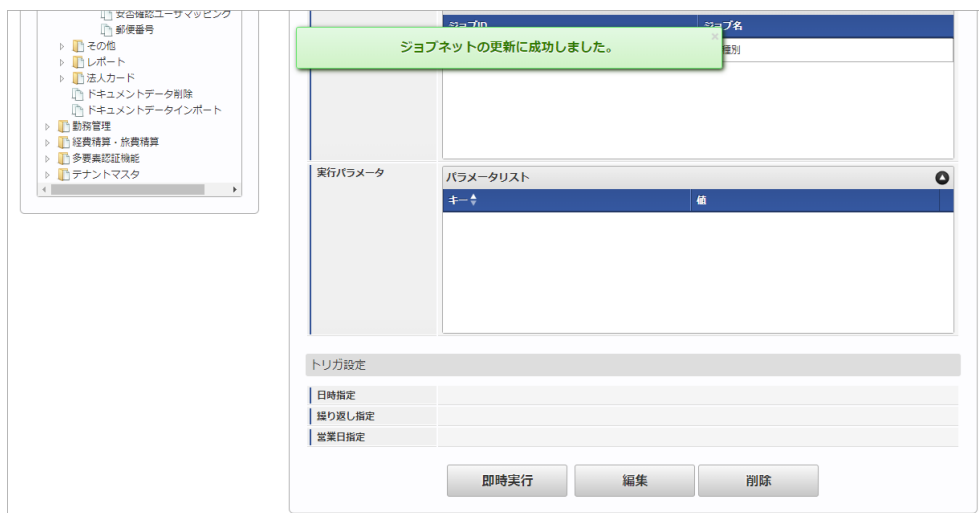 安否確認ユーザマッピング
郵便番号
その他
レポート
法人カード
ドキュメントデータ削除
ドキュメントデータインポート
勤務管理
経費精算・旅費精算
多要素認証機能
テナントマスタ
ジョブID
ジョブ名
ジョブネットの更新に成功しました。
種別
実行パラメータ
パラメータリスト
キー
値
トリガ設定
日時指定
繰り返し指定
営業日指定
即時実行
編集
削除